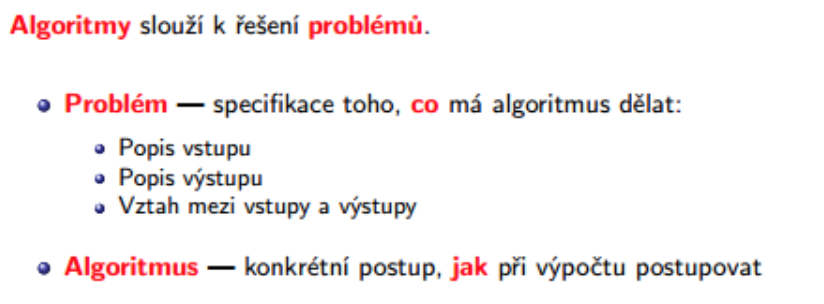 Algoritmy slouží k řešení problémů.
Problém — specifikace toho, co má algoritmus dělat:
Popis vstupu
Popis výstupu
Vztah mezi vstupy a výstupy
Algoritmus — konkrétní postup, jak při výpočtu postupovat